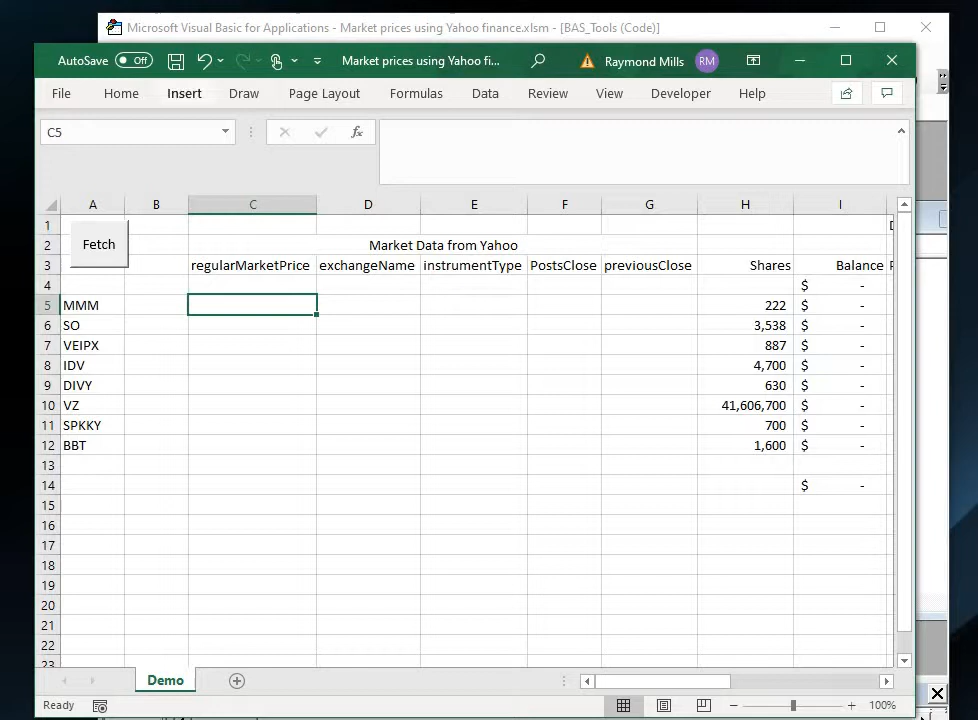 Microsoft Visual Basic for Applications - Market prices using Yahoo finance.xlsm - [BAS_Tools (Code)]
AutoSave Off Market prices using Yahoo fi... Raymond Mills RM
File Home Insert Draw Page Layout Formulas Data Review View Developer Help
C5 fx
A B C D E F G H I
1
2 Market Data from Yahoo
Fetch
3 regularMarketPrice exchangeName instrumentType PostsClose previousClose Shares Balance
4 $ -
5 MMM 222 $ -
6 SO 3,538 $ -
7 VEIPX 887 $ -
8 IDV 4,700 $ -
9 DIVY 630 $ -
10 VZ 41,606,700 $ -
11 SPKKY 700 $ -
12 BBT 1,600 $ -
13
14 $ -
15
16
17
18
19
20
21
22
23
Demo
Ready 100%